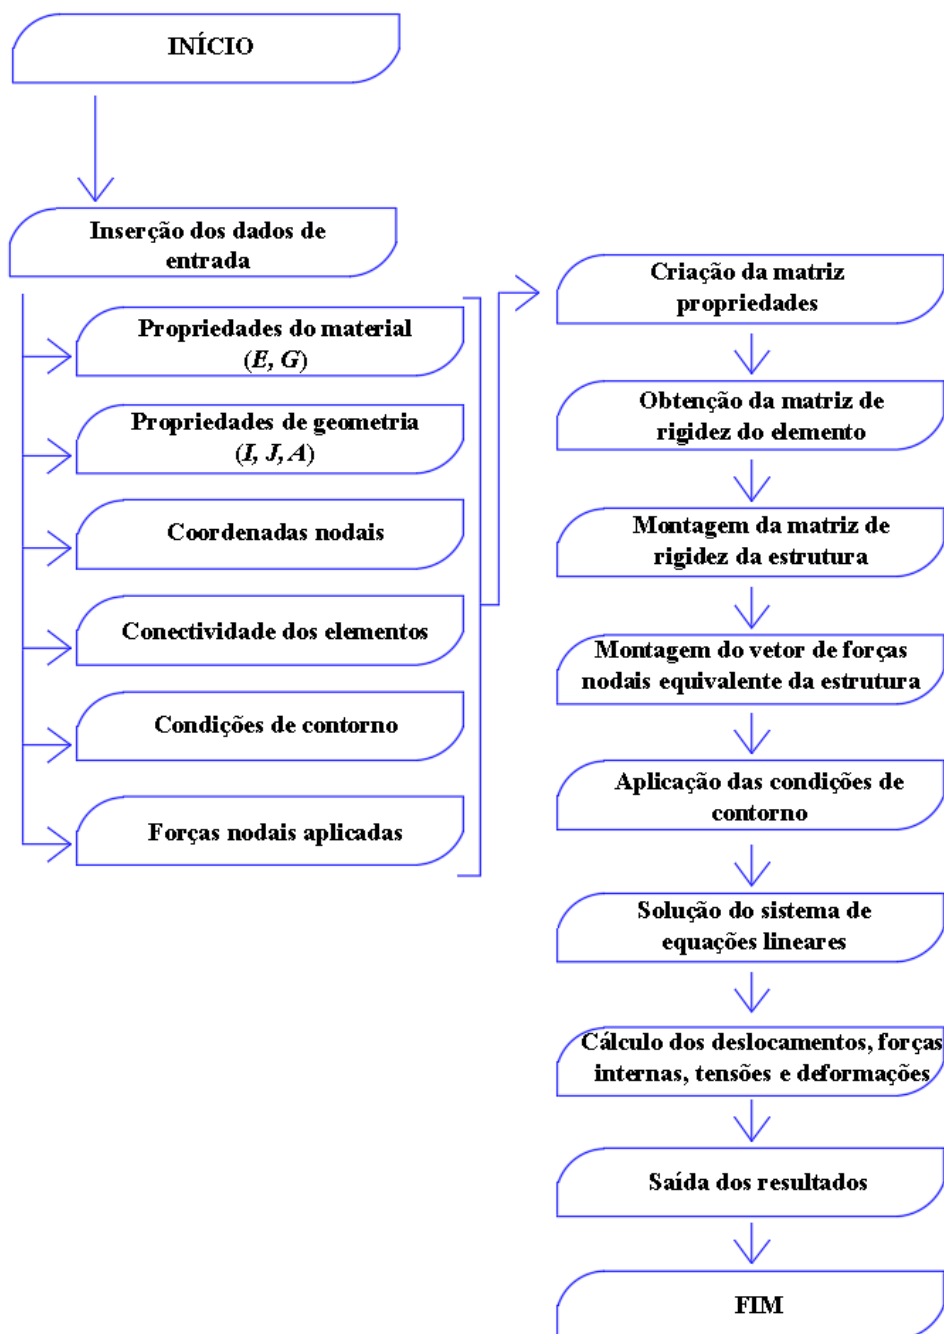 INÍCIO
Inserção dos dados de
entrada
Propriedades do material
(E, G)
Propriedades de geometria
(I, J, A)
Coordenadas nodais
Conectividade dos elementos
Condições de contorno
Forças nodais aplicadas
Criação da matriz
propriedades
Obtenção da matriz de
rigidez do elemento
Montagem da matriz de
rigidez da estrutura
Montagem do vetor de forças
nodais equivalente da estrutura
Aplicação das condições de
contorno
Solução do sistema de
equações lineares
Cálculo dos deslocamentos, forças
internas, tensões e deformações
Saída dos resultados
FIM